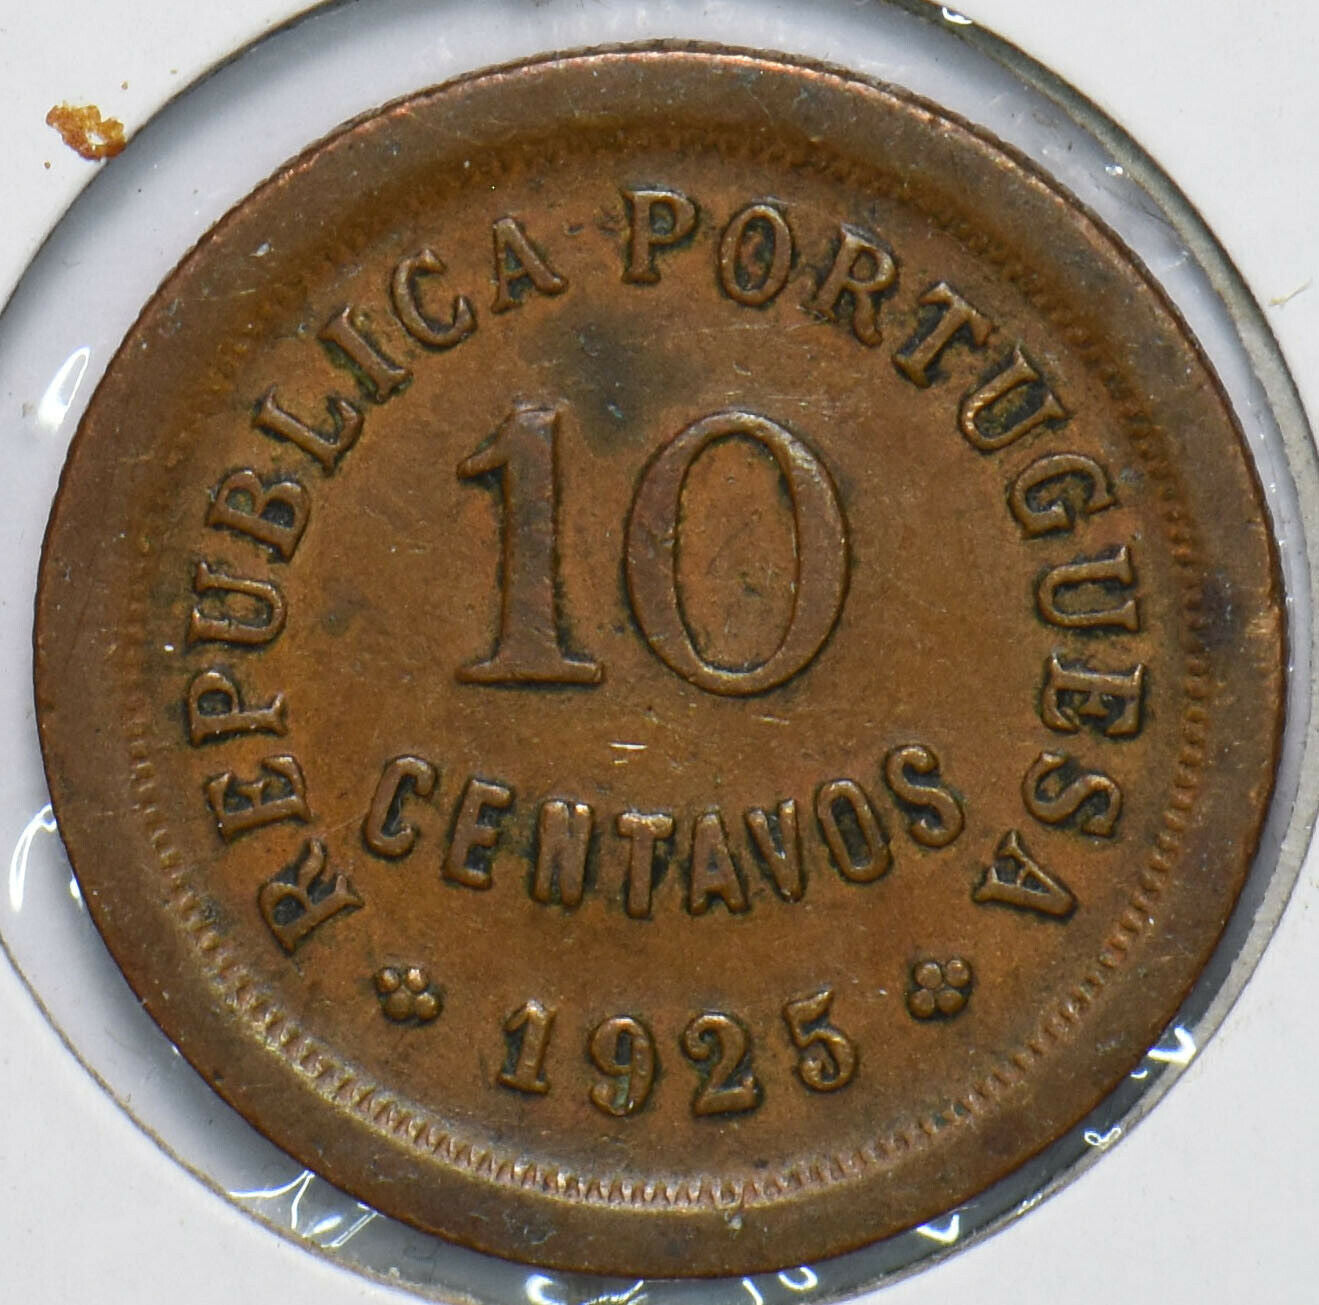 REPUBLICA PORTUGUESA
10
CENTAVOS
1925